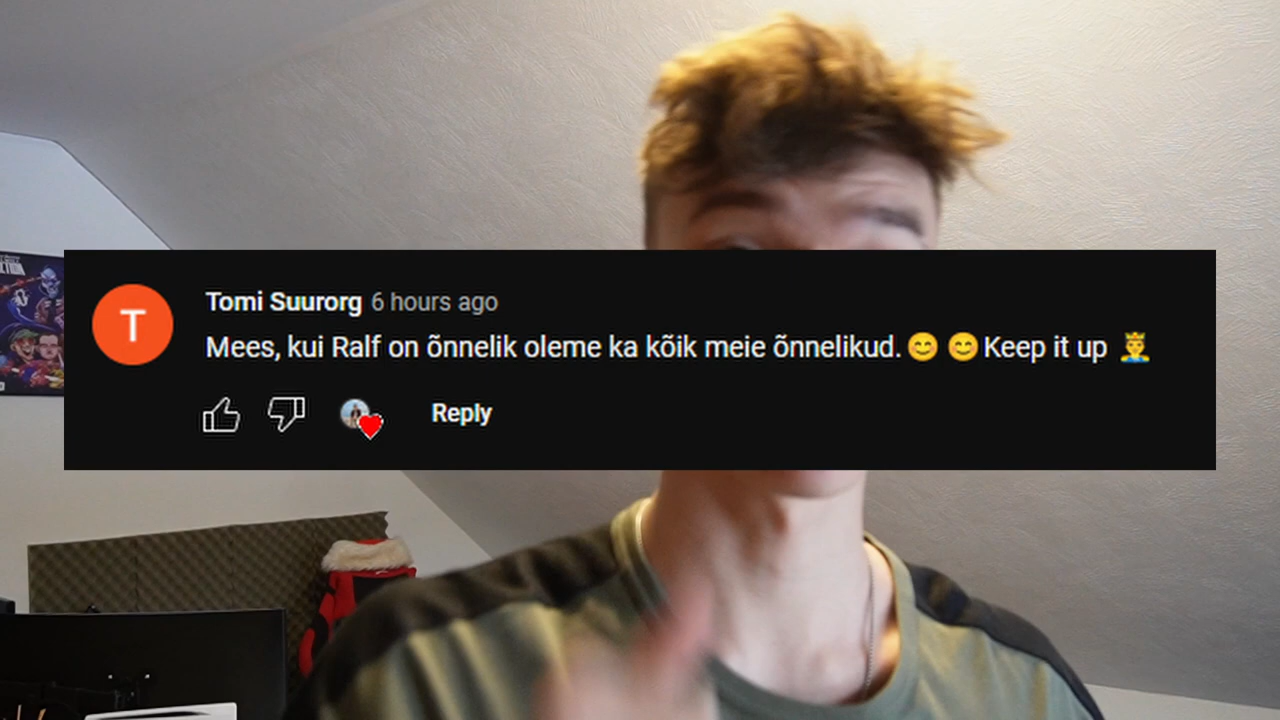 T
Tomi Suurorg 6 hours ago
Mees, kui Ralf on õnnelik oleme ka kõik meie õnnelikud.😊 😊Keep it up 🤴
Reply